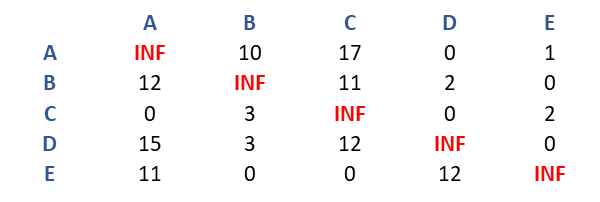 A B C D E
A INF 10 17 0 1
B 12 INF 11 2 0
C 0 3 INF 0 2
D 15 3 12 INF 0
E 11 0 0 12 INF